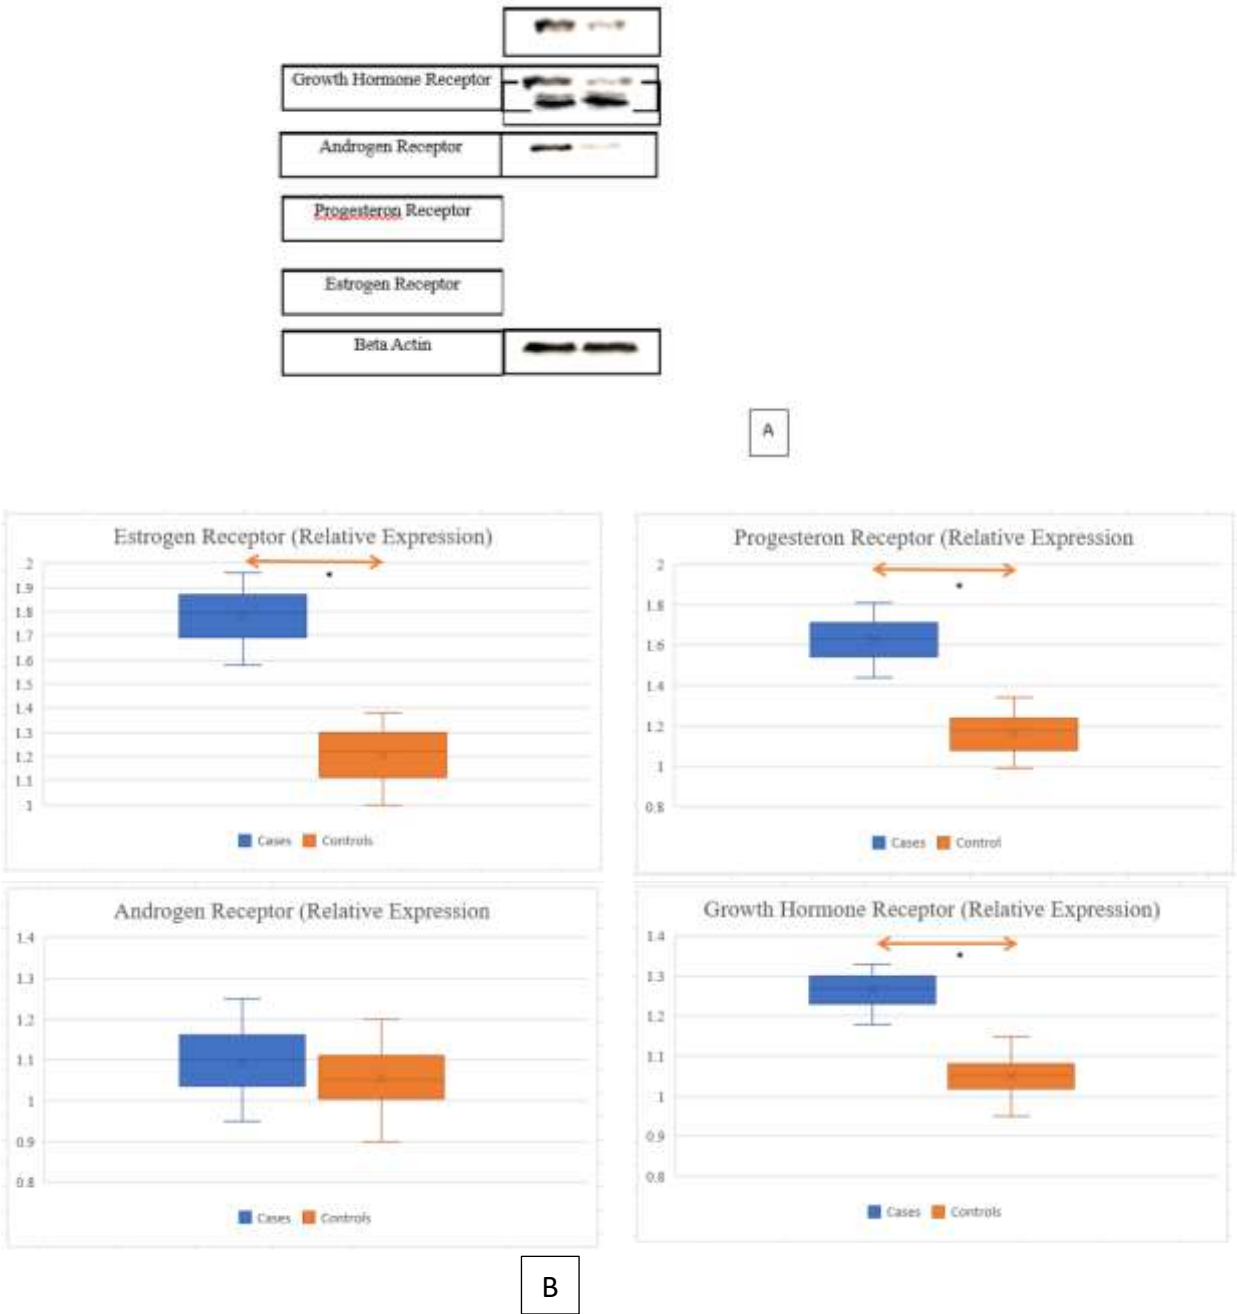 Growth Hormone Receptor
Androgen Receptor
Progesteron Receptor
Estrogen Receptor
Beta Actin
A
Estrogen Receptor (Relative Expression)
2
1.9
1.8
1.7
1.6
1.5
1.4
1.3
1.2
1.1
1
*
Cases Controls
Progesteron Receptor (Relative Expression
2
1.8
1.6
1.4
1.2
1
0.8
*
Cases Control
Androgen Receptor (Relative Expression
1.4
1.3
1.2
1.1
1
0.9
0.8
Cases Controls
Growth Hormone Receptor (Relative Expression)
1.4
1.3
1.2
1.1
1
0.9
0.8
*
Cases Controls
B